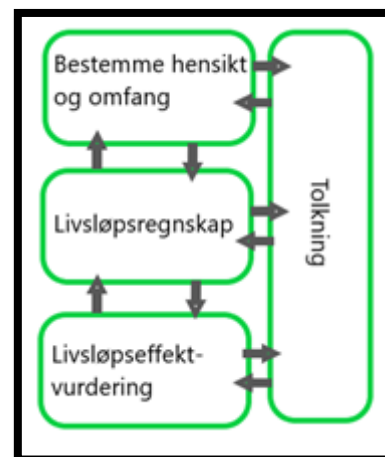 Bestemme hensikt
og omfang
Livsløpsregnskap
Livsløpseffekt-
vurdering
Tolkning